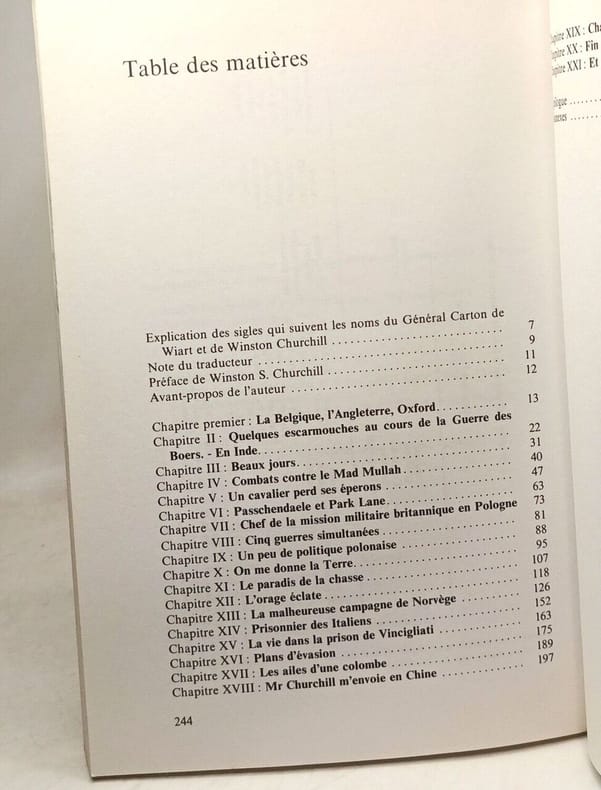 Table des matières
Explication des sigles qui suivent les noms du Général Carton de
Wiart et de Winston Churchill ........................ 7
Note du traducteur ........................ 9
Préface de Winston S. Churchill ........................ 11
Avant-propos de l'auteur ........................ 12
Chapitre premier : La Belgique, l'Angleterre, Oxford........... 13
Chapitre II : Quelques escarmouches au cours de la Guerre des
Boers. - En Inde........................ 22
Chapitre III : Beaux jours........................ 31
Chapitre IV : Combats contre le Mad Mullah................ 40
Chapitre V : Un cavalier perd ses éperons ................ 47
Chapitre VI : Passchendaele et Park Lane................ 63
Chapitre VII : Chef de la mission militaire britannique en Pologne 73
Chapitre VIII : Cinq guerres simultanées ................ 81
Chapitre IX : Un peu de politique polonaise ................ 88
Chapitre X : On me donne la Terre................ 95
Chapitre XI : Le paradis de la chasse ................ 107
Chapitre XII : L'orage éclate ................ 118
Chapitre XIII : La malheureuse campagne de Norvège ......... 126
Chapitre XIV : Prisonnier des Italiens ................ 152
Chapitre XV : La vie dans la prison de Vincigliati ............ 163
Chapitre XVI : Plans d'évasion ................ 175
Chapitre XVII : Les ailes d'une colombe ................ 189
Chapitre XVIII : Mr Churchill m'envoie en Chine ............ 197
244
XIX :
XX : Fin
XXI : Et